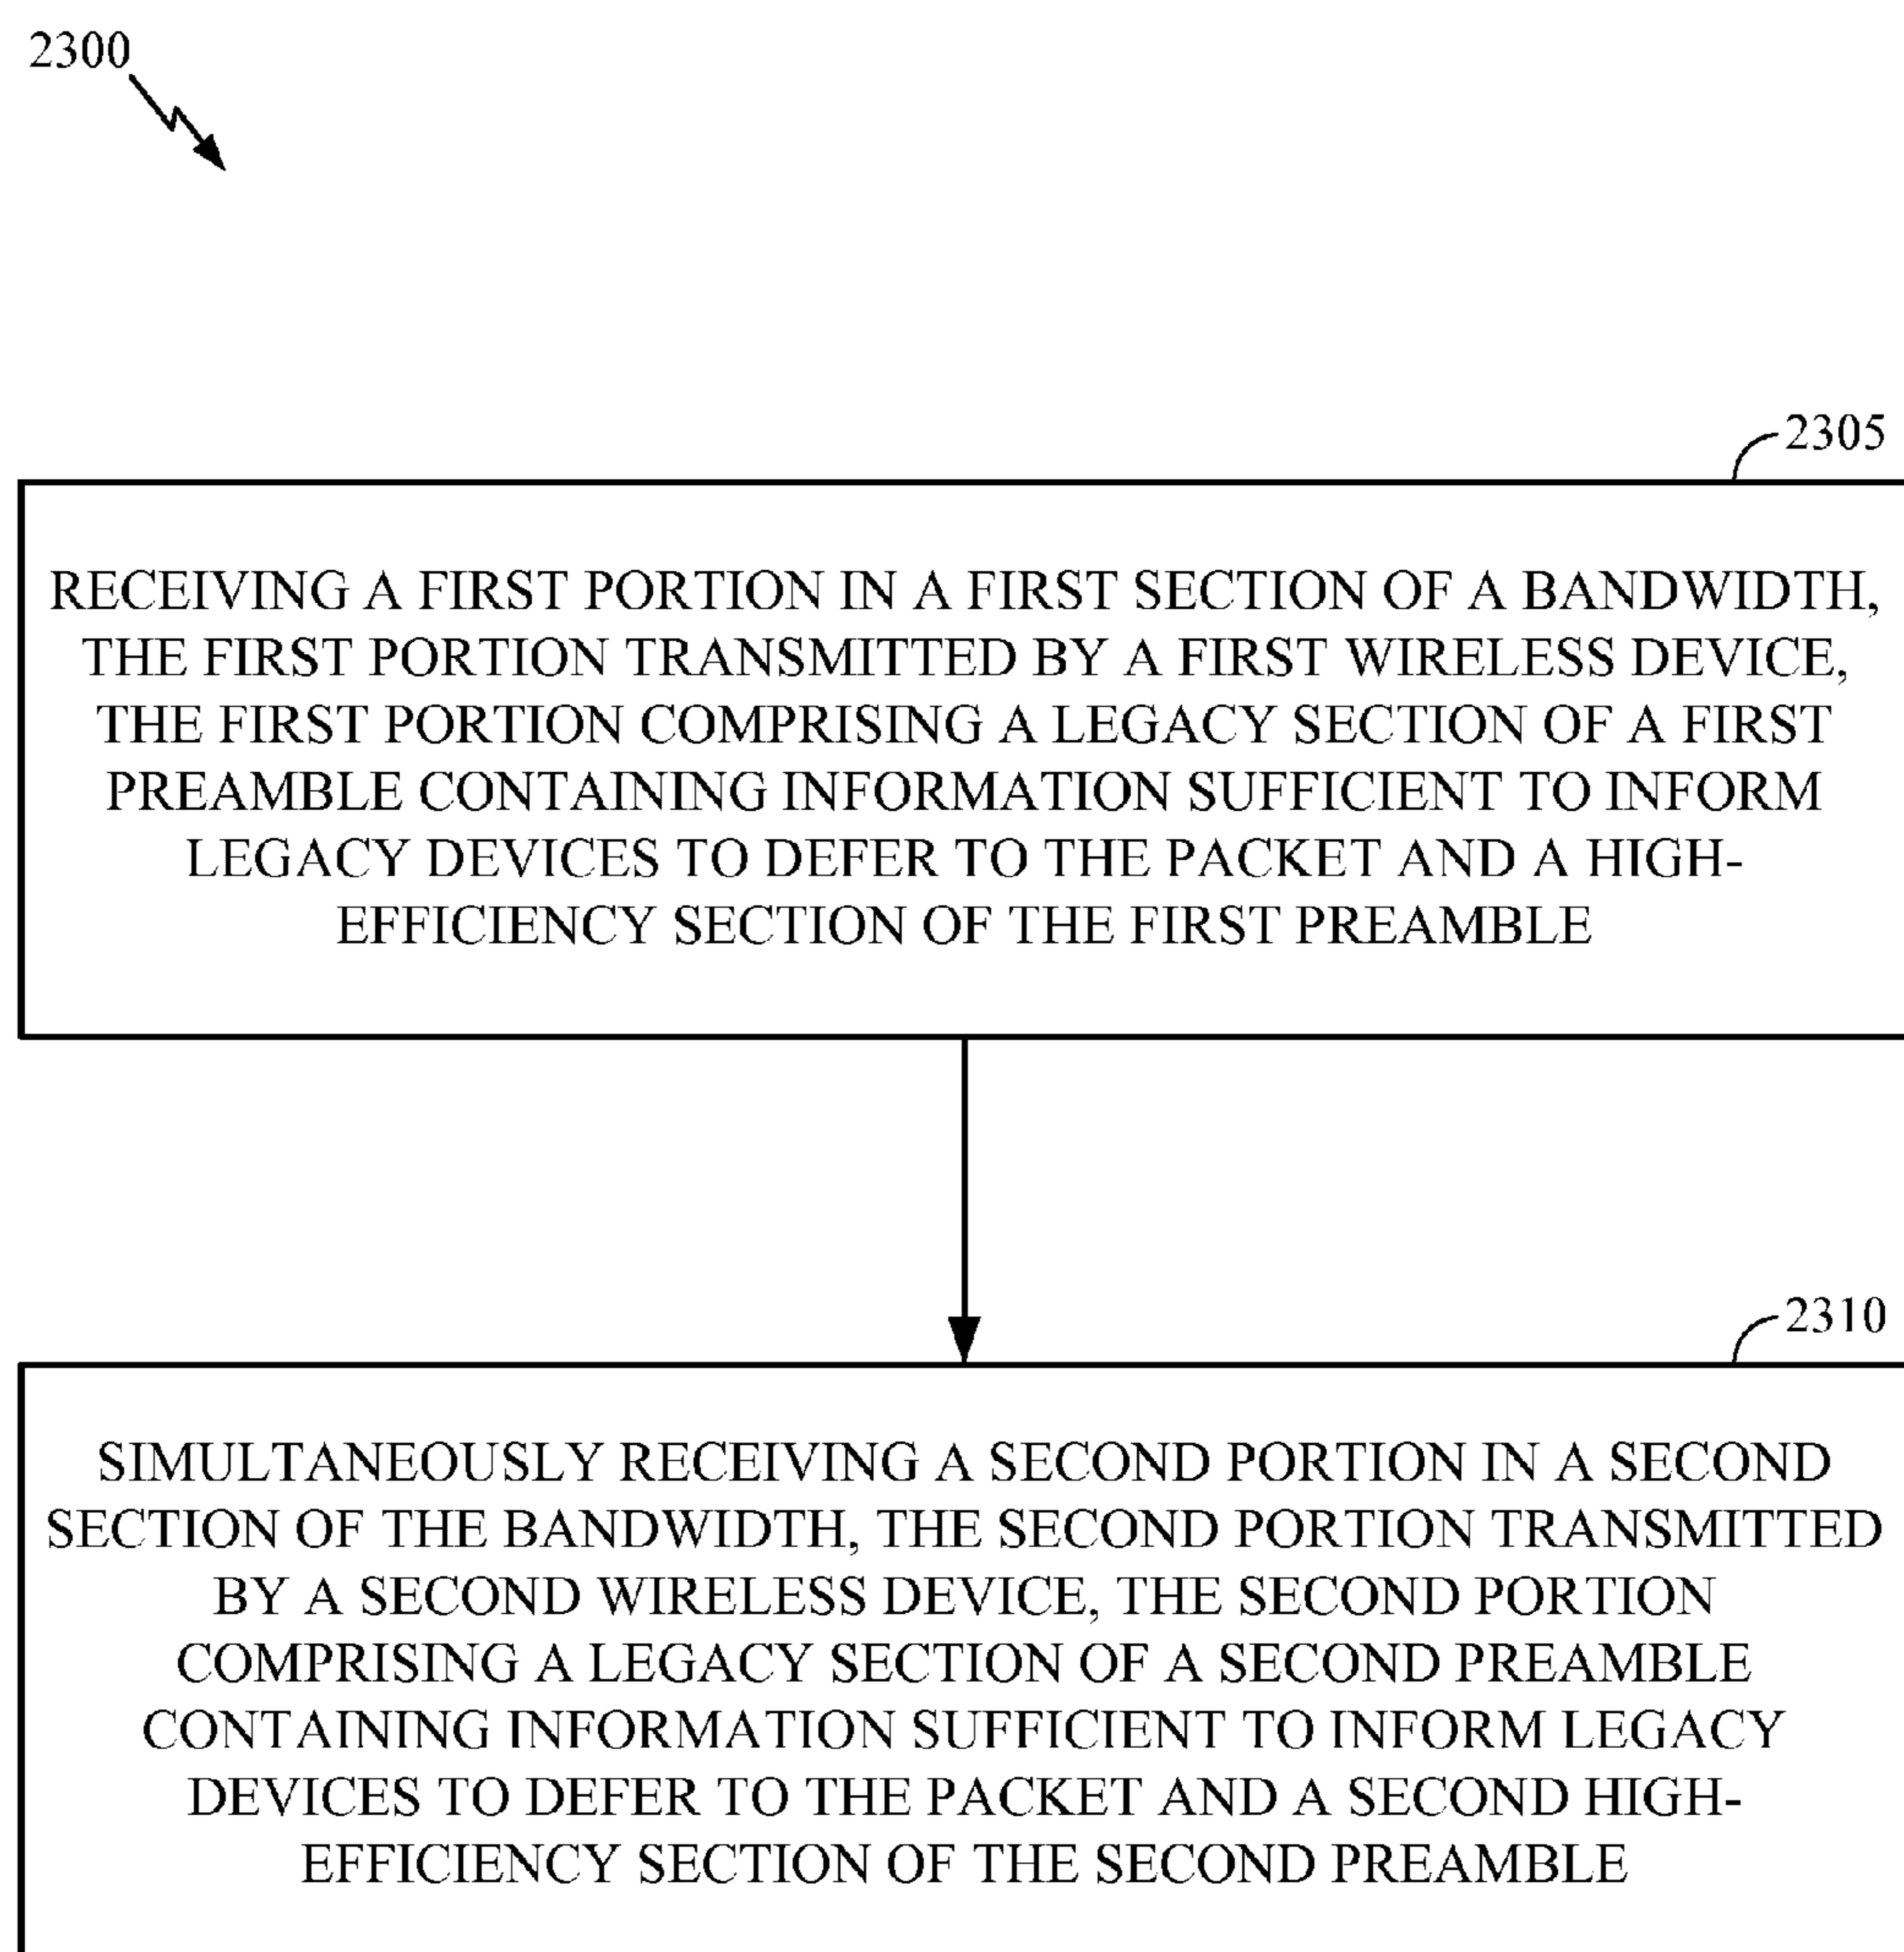 2300
2305
RECEIVING A FIRST PORTION IN A FIRST SECTION OF A BANDWIDTH,
THE FIRST PORTION TRANSMITTED BY A FIRST WIRELESS DEVICE,
THE FIRST PORTION COMPRISING A LEGACY SECTION OF A FIRST
PREAMBLE CONTAINING INFORMATION SUFFICIENT TO INFORM
LEGACY DEVICES TO DEFER TO THE PACKET AND A HIGH-
EFFICIENCY SECTION OF THE FIRST PREAMBLE
2310
SIMULTANEOUSLY RECEIVING A SECOND PORTION IN A SECOND
SECTION OF THE BANDWIDTH, THE SECOND PORTION TRANSMITTED
BY A SECOND WIRELESS DEVICE, THE SECOND PORTION
COMPRISING A LEGACY SECTION OF A SECOND PREAMBLE
CONTAINING INFORMATION SUFFICIENT TO INFORM LEGACY
DEVICES TO DEFER TO THE PACKET AND A SECOND HIGH-
EFFICIENCY SECTION OF THE SECOND PREAMBLE